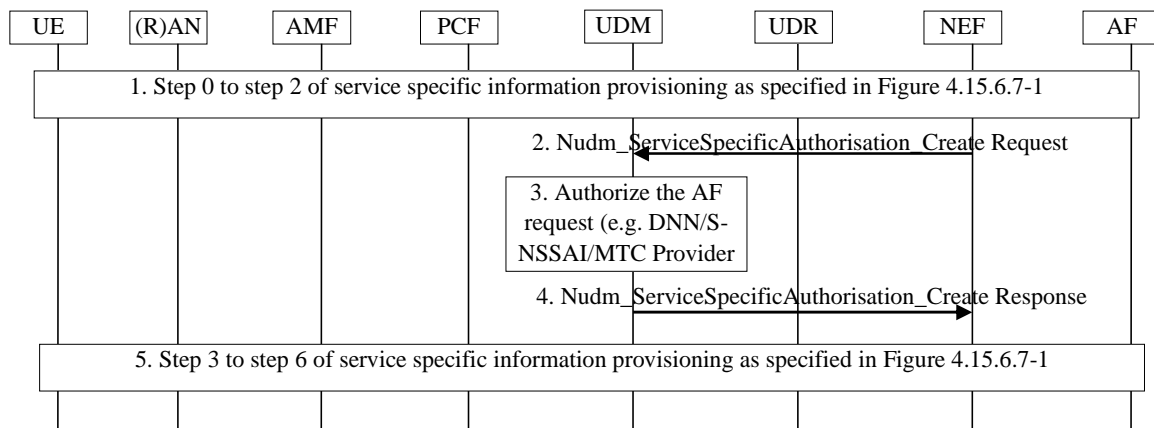 UE (R)AN AMF PCF UDM UDR NEF AF
1. Step 0 to step 2 of service specific information provisioning as specified in Figure 4.15.6.7-1
2. Nudm_ServiceSpecificAuthorisation_Create Request
3. Authorize the AF
request (e.g. DNN/S-
NSSAI/MTC Provider
4. Nudm_ServiceSpecificAuthorisation_Create Response
5. Step 3 to step 6 of service specific information provisioning as specified in Figure 4.15.6.7-1